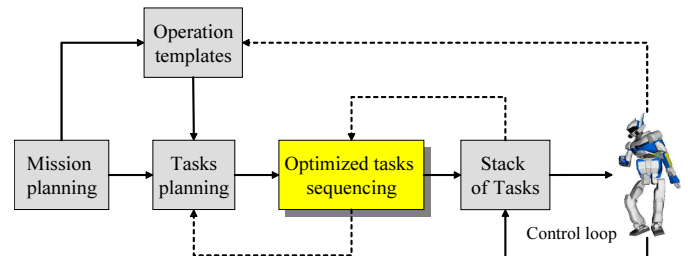 Operation
templates
Mission
planning
Tasks
planning
Optimized tasks
sequencing
Stack
of Tasks
Control loop